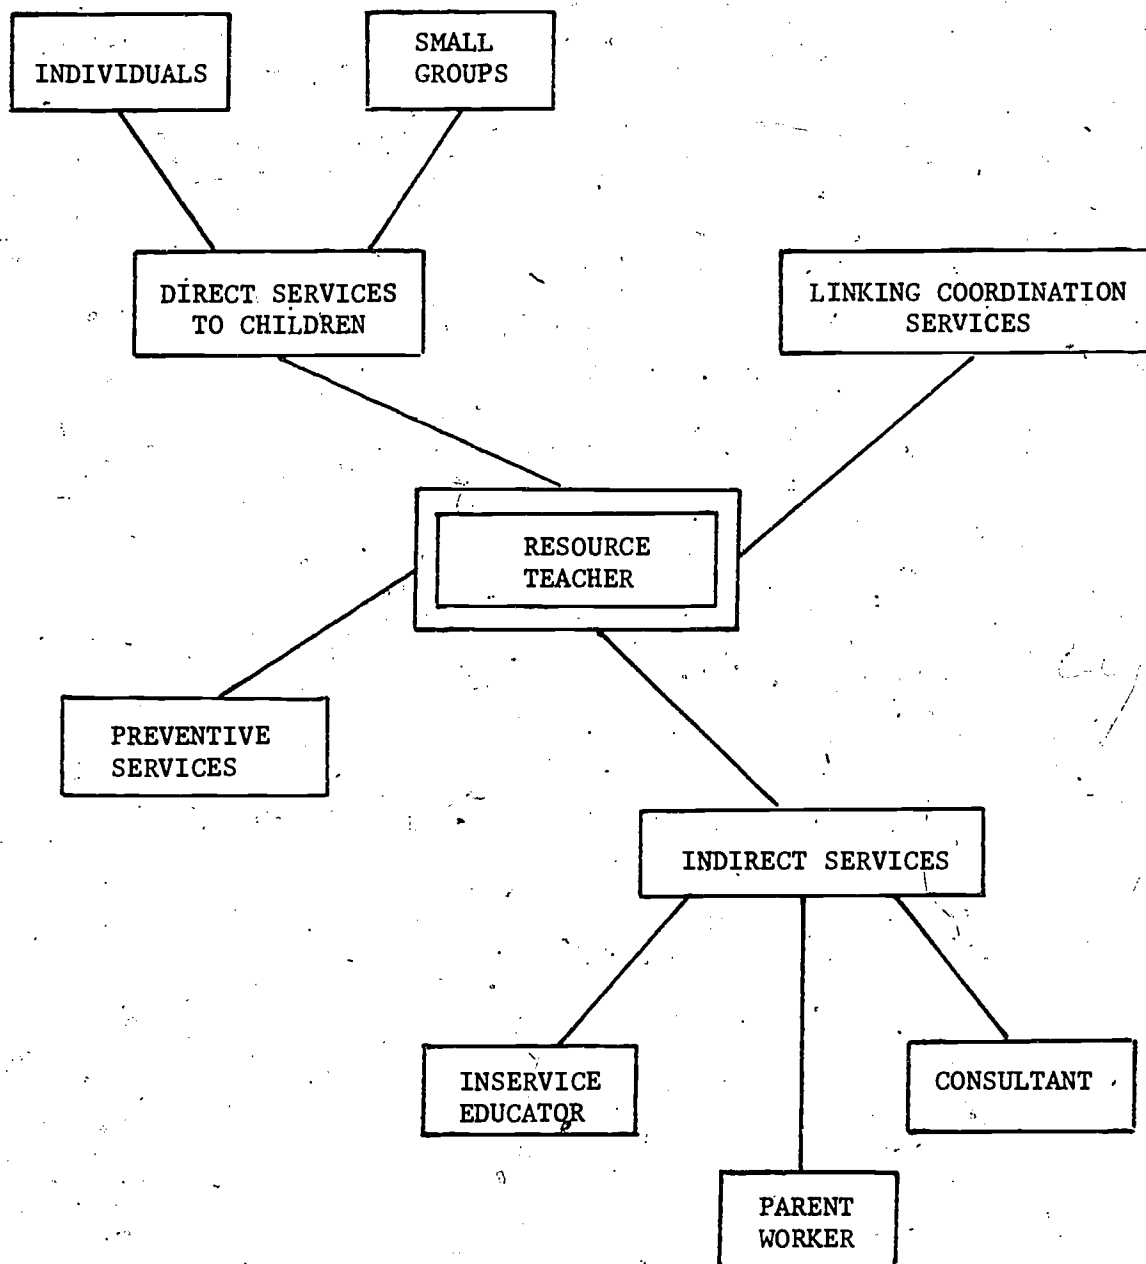 INDIVIDUALS
SMALL
GROUPS
DIRECT SERVICES
TO CHILDREN
LINKING COORDINATION
SERVICES
RESOURCE
TEACHER
PREVENTIVE
SERVICES
INDIRECT SERVICES
INSERVICE
EDUCATOR
CONSULTANT
PARENT
WORKER